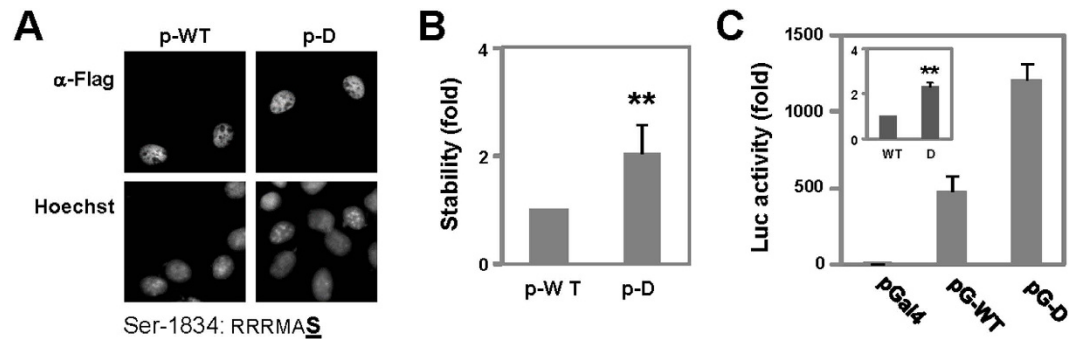 A
p-WT p-D
α-Flag
Hoechst
Ser-1834: RRRMAS
B
Stability (fold)
4
2
0
**
p-W T p-D
C
Luc activity (fold)
1500
1000
500
0
4
2
0
**
WT D
pGal4 pG-WT pG-D